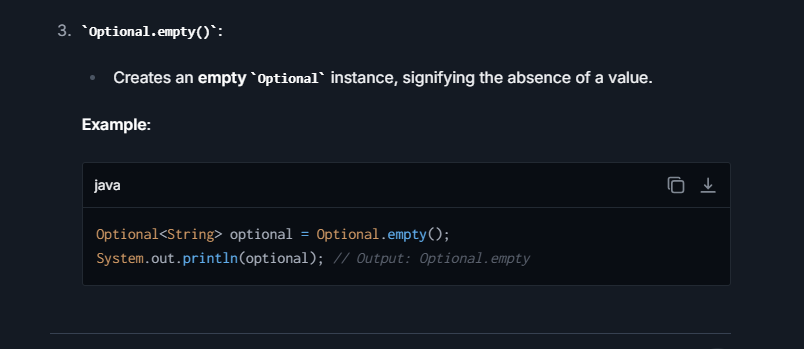 3. `Optional.empty()`:
• Creates an empty `Optional` instance, signifying the absence of a value.
Example:
java
Optional<String> optional = Optional.empty();
System.out.println(optional); // Output: Optional.empty